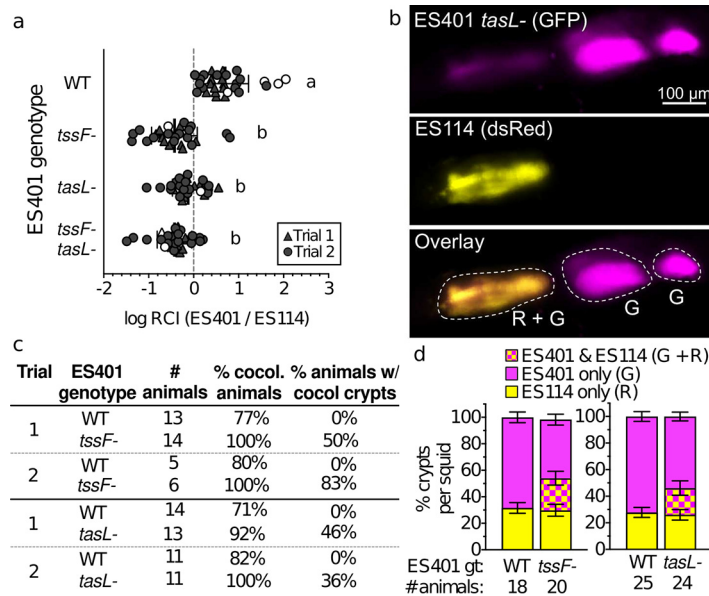 a
ES401 genotype
WT
tssF-
tasL-
tssF-
tasL-
a
b
b
b
Trial 1
Trial 2
-2 -1 0 1 2 3
log RCI (ES401 / ES114)
b
ES401 tasL- (GFP)
100 µm
ES114 (dsRed)
Overlay
R + G
G
G
c
Trial ES401 genotype # animals % cocol. animals % animals w/ cocol crypts
1 WT 13 77% 0%
tssF- 14 100% 50%
2 WT 5 80% 0%
tssF- 6 100% 83%
1 WT 14 71% 0%
tasL- 13 92% 46%
2 WT 11 82% 0%
tasL- 11 100% 36%
d
ES401 & ES114 (G +R)
ES401 only (G)
ES114 only (R)
% crypts per squid
100
80
60
40
20
0
100
80
60
40
20
0
ES401 gt: WT tssF- WT tasL-
#animals: 18 20 25 24